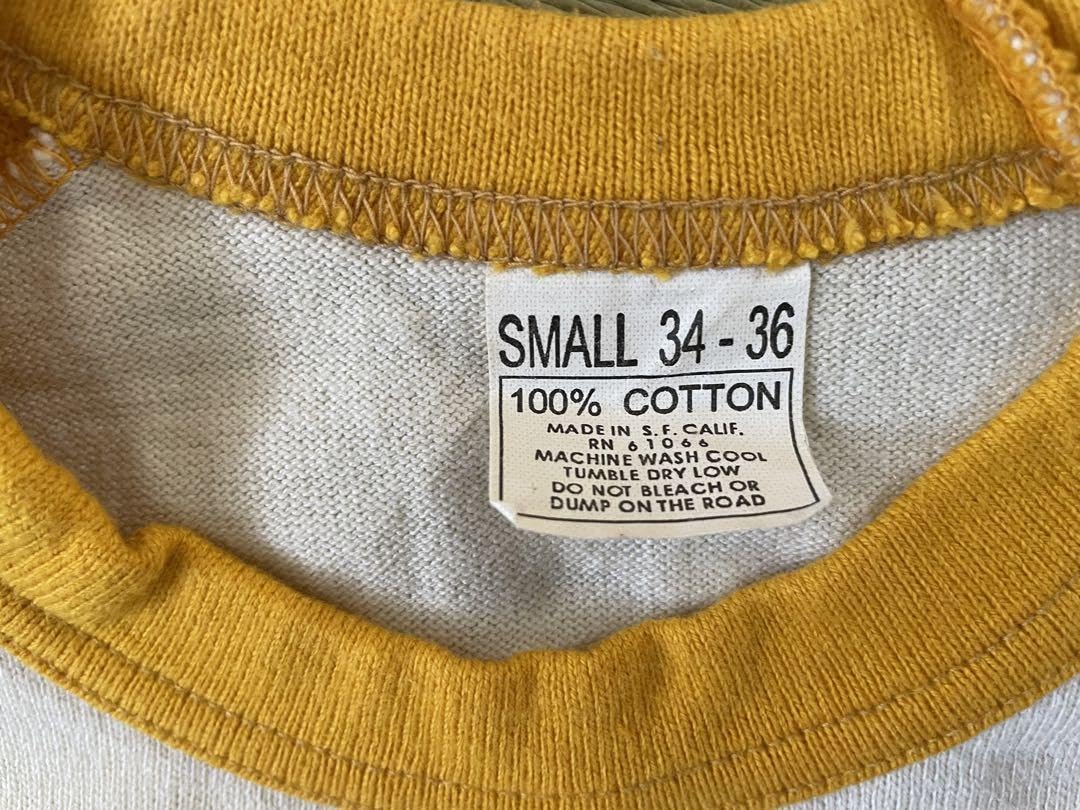 SMALL 34 - 36
100% COTTON
MADE IN S.F. CALIF.
RN 61066
MACHINE WASH COOL
TUMBLE DRY LOW
DO NOT BLEACH OR
DUMP ON THE ROAD